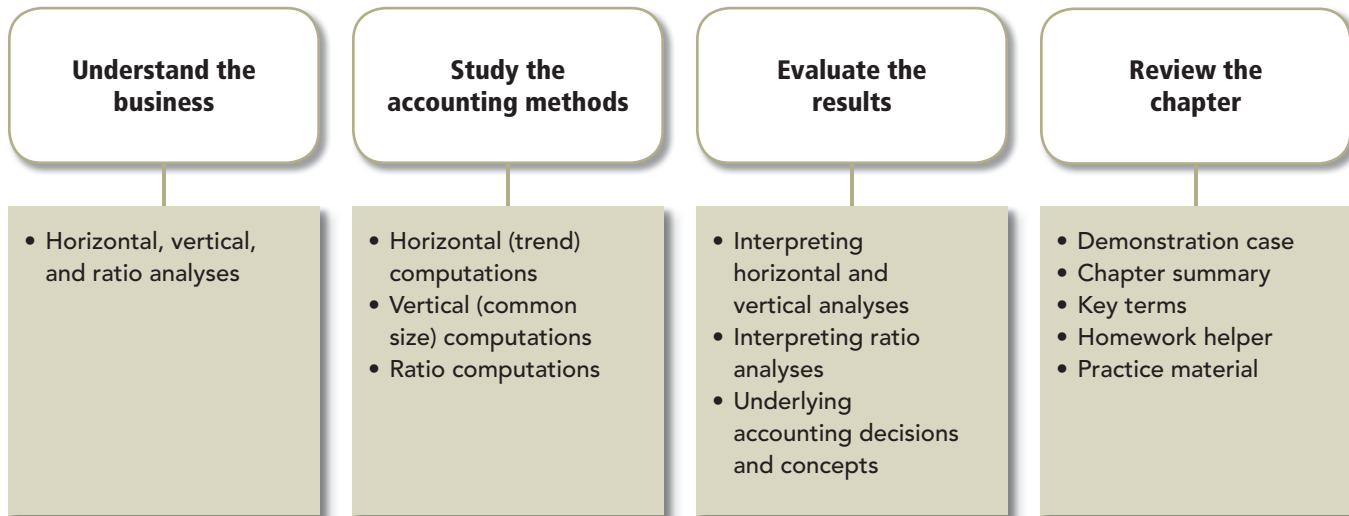 Understand the
business
• Horizontal, vertical,
and ratio analyses
Study the
accounting methods
• Horizontal (trend)
computations
• Vertical (common
size) computations
• Ratio computations
Evaluate the
results
• Interpreting
horizontal and
vertical analyses
• Interpreting ratio
analyses
• Underlying
accounting decisions
and concepts
Review the
chapter
• Demonstration case
• Chapter summary
• Key terms
• Homework helper
• Practice material